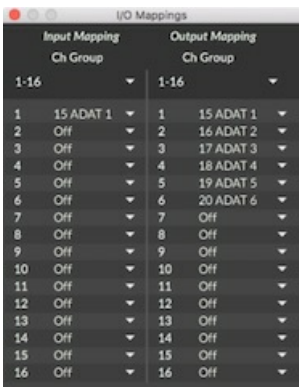 I/O Mappings
Input Mapping Output Mapping
Ch Group Ch Group
1-16 1-16
1 15 ADAT 1 1 15 ADAT 1
2 Off 2 16 ADAT 2
3 Off 3 17 ADAT 3
4 Off 4 18 ADAT 4
5 Off 5 19 ADAT 5
6 Off 6 20 ADAT 6
7 Off 7 Off
8 Off 8 Off
9 Off 9 Off
10 Off 10 Off
11 Off 11 Off
12 Off 12 Off
13 Off 13 Off
14 Off 14 Off
15 Off 15 Off
16 Off 16 Off